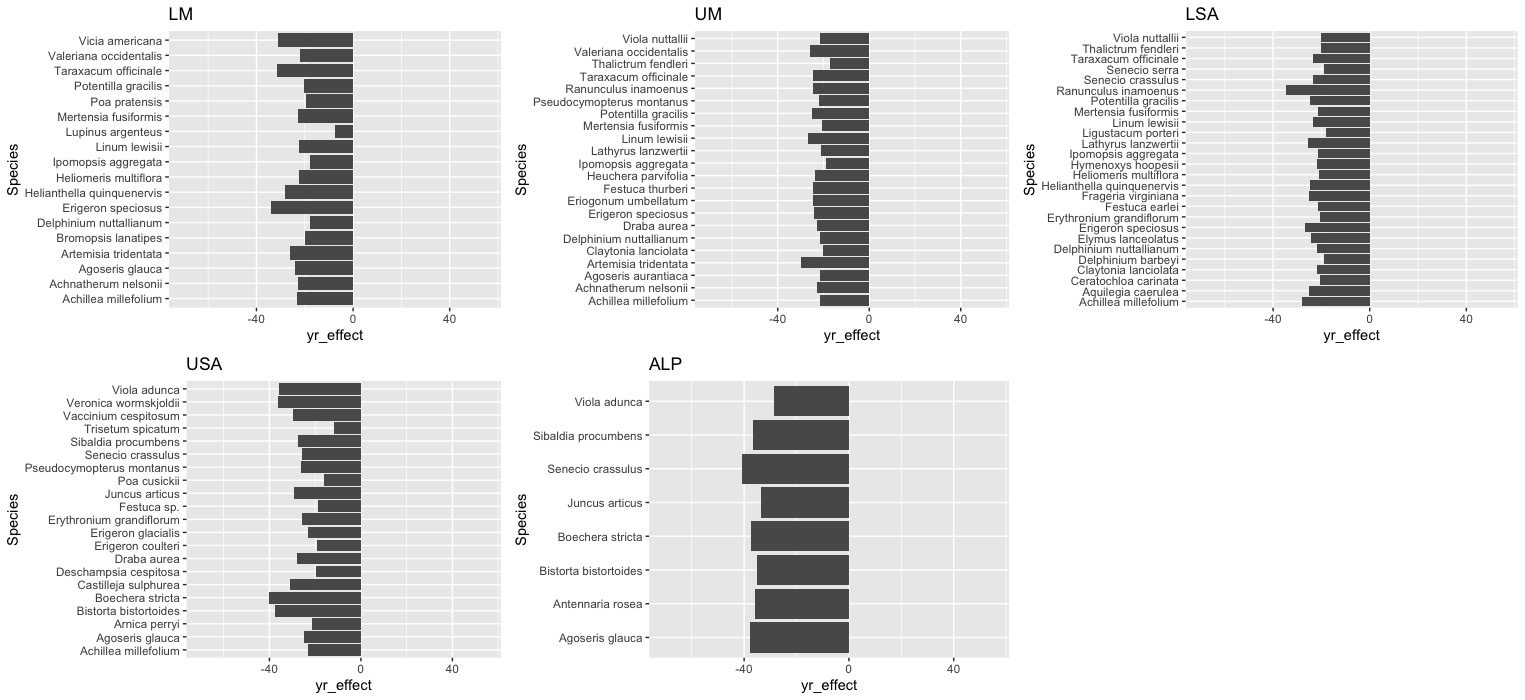 LM
Species
Vicia americana
Valeriana occidentalis
Taraxacum officinale
Potentilla gracilis
Poa pratensis
Mertensia fusiformis
Lupinus argenteus
Linum lewisii
Ipomopsis aggregata
Heliomeris multiflora
Helianthella quinquenervis
Erigeron speciosus
Delphinium nuttallianum
Bromopsis lanatipes
Artemisia tridentata
Agoseris glauca
Achnatherum nelsonii
Achillea millefolium
-40 0 40
yr_effect
UM
Species
Viola nuttallii
Valeriana occidentalis
Thalictrum fendleri
Taraxacum officinale
Ranunculus inamoenus
Pseudocymopterus montanus
Potentilla gracilis
Mertensia fusiformis
Linum lewisii
Lathyrus lanzwertii
Ipomopsis aggregata
Heuchera parvifolia
Festuca thurberi
Eriogonum umbellatum
Erigeron speciosus
Draba aurea
Delphinium nuttallianum
Claytonia lanciolata
Artemisia tridentata
Agoseris aurantiaca
Achnatherum nelsonii
Achillea millefolium
-40 0 40
yr_effect
LSA
Species
Viola nuttallii
Thalictrum fendleri
Taraxacum officinale
Senecio serra
Senecio crassulus
Ranunculus inamoenus
Potentilla gracilis
Mertensia fusiformis
Linum lewisii
Ligustacum porteri
Lathyrus lanzwertii
Ipomopsis aggregata
Hymenoxys hoopesii
Heliomeris multiflora
Helianthella quinquenervis
Frageria virginiana
Festuca earlei
Erythronium grandiflorum
Erigeron speciosus
Elymus lanceolatus
Delphinium nuttallianum
Delphinium barbeyi
Claytonia lanciolata
Ceratochloa carinata
Aquilegia caerulea
Achillea millefolium
-40 0 40
yr_effect
USA
Species
Viola adunca
Veronica wormskjoldii
Vaccinium cespitosum
Trisetum spicatum
Sibaldia procumbens
Senecio crassulus
Pseudocymopterus montanus
Poa cusickii
Juncus articus
Festuca sp.
Erythronium grandiflorum
Erigeron glacialis
Erigeron coulteri
Draba aurea
Deschampsia cespitosa
Castilleja sulphurea
Boechera stricta
Bistorta bistortoides
Arnica perryi
Agoseris glauca
Achillea millefolium
-40 0 40
yr_effect
ALP
Species
Viola adunca
Sibaldia procumbens
Senecio crassulus
Juncus articus
Boechera stricta
Bistorta bistortoides
Antennaria rosea
Agoseris glauca
-40 0 40
yr_effect